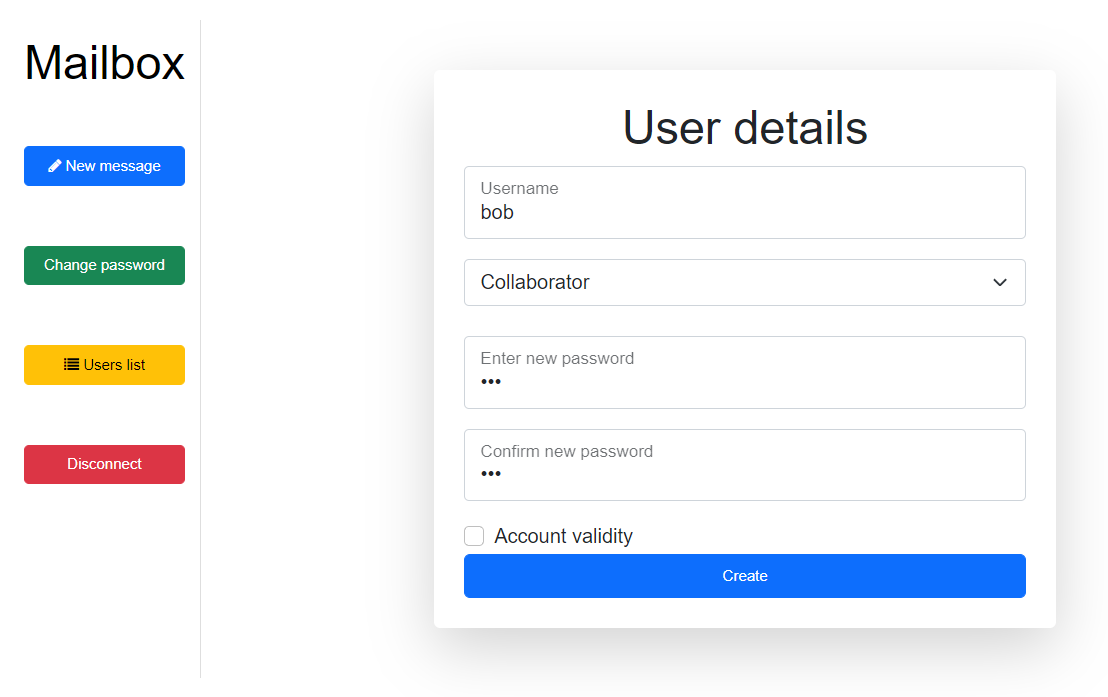 Mailbox
New message
Change password
Users list
Disconnect
User details
Username
bob
Collaborator
Enter new password
•••
Confirm new password
•••
Account validity
Create